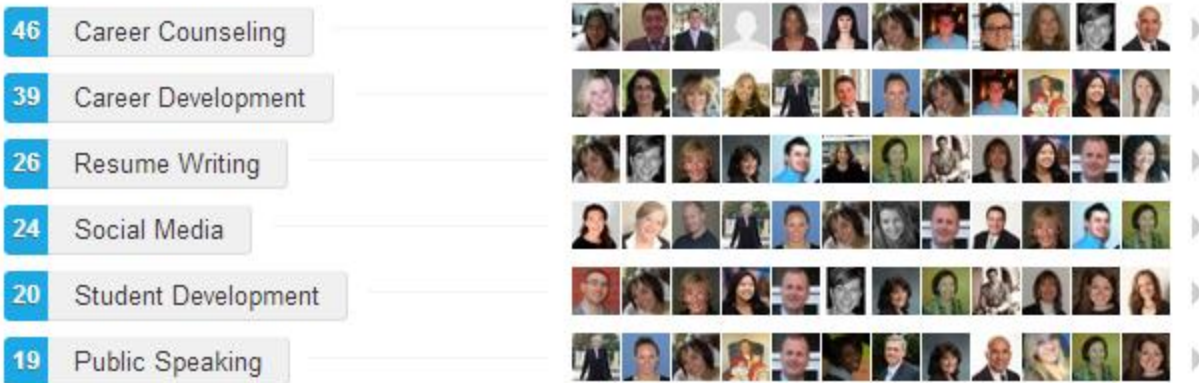 46 Career Counseling
39 Career Development
26 Resume Writing
24 Social Media
20 Student Development
19 Public Speaking